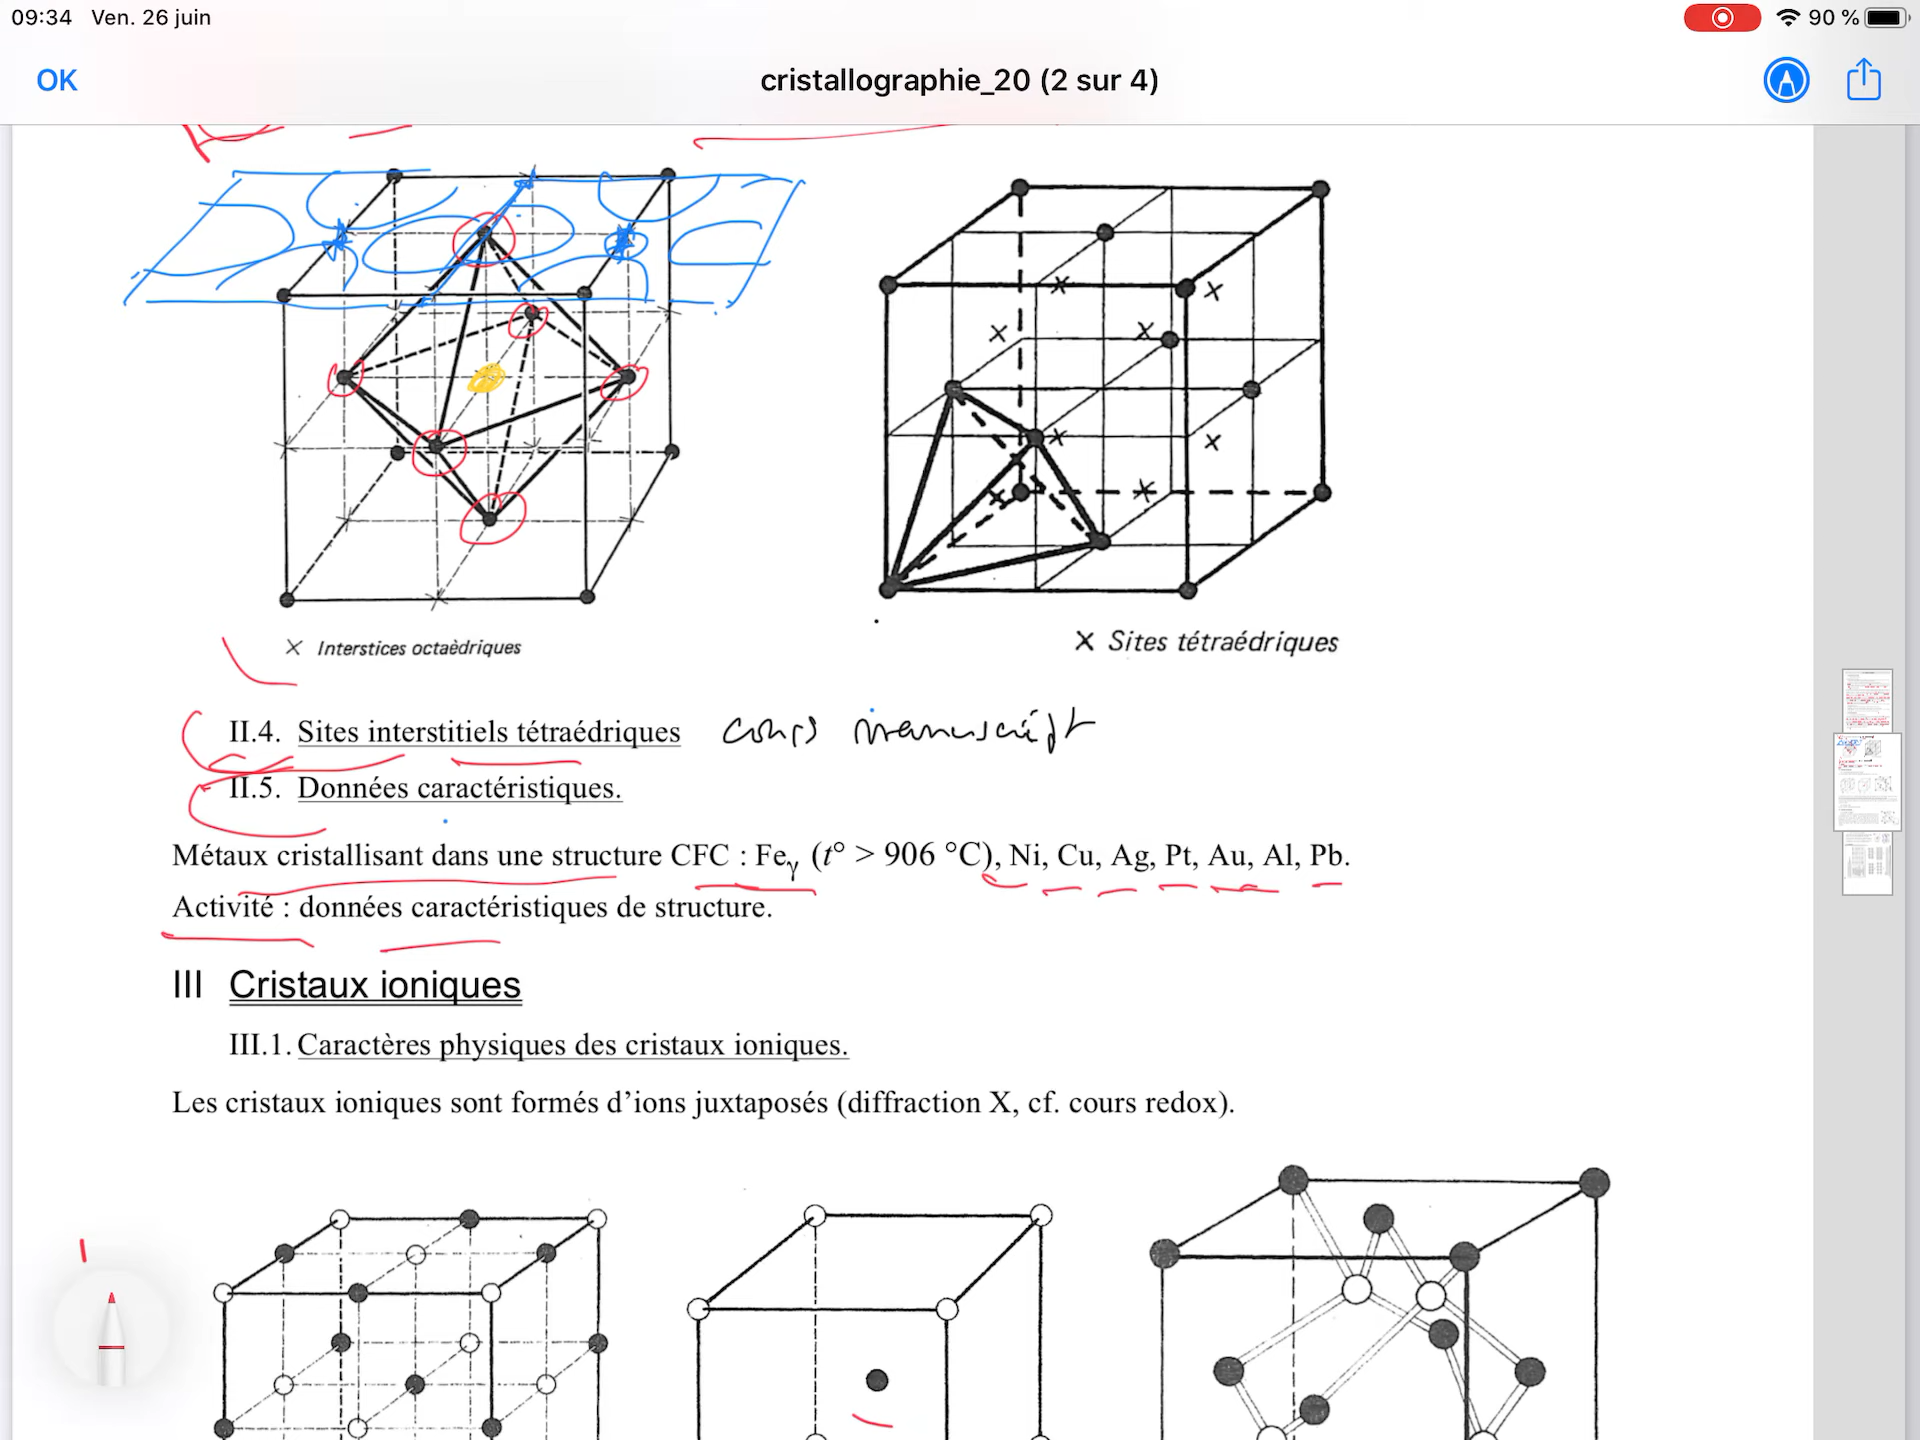 09:34 Ven. 26 juin
90 %
OK
cristallographie_20 (2 sur 4)
X Interstices octaèdriques
X Sites tétraédriques
II.4. Sites interstitiels tétraédriques cours manuscript
II.5. Données caractéristiques.
Métaux cristallisant dans une structure CFC : Feγ (t° > 906 °C), Ni, Cu, Ag, Pt, Au, Al, Pb.
Activité : données caractéristiques de structure.
III Cristaux ioniques
III.1. Caractères physiques des cristaux ioniques.
Les cristaux ioniques sont formés d’ions juxtaposés (diffraction X, cf. cours redox).